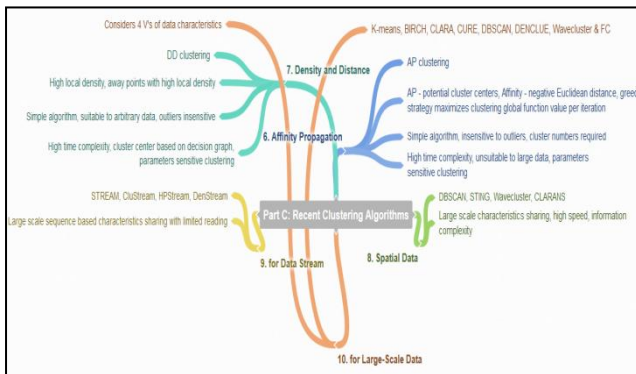 Considers 4 V's of data characteristics
K-means, BIRCH, CLARA, CURE, DBSCAN, DENCLUE, Wavecluster & FC
DD clustering
7. Density and Distance
AP clustering
High local density, away points with high local density
AP - potential cluster centers, Affinity - negative Euclidean distance, greed
strategy maximizes clustering global function value per iteration
Simple algorithm, suitable to arbitrary data, outliers insensitive
6. Affinity Propagation
Simple algorithm, insensitive to outliers, cluster numbers required
High time complexity, cluster center based on decision graph,
parameters sensitive clustering
High time complexity, unsuitable to large data, parameters
sensitive clustering
STREAM, CluStream, HPStream, DenStream
DBSCAN, STING, Wavecluster, CLARANS
Part C: Recent Clustering Algorithms
Large scale sequence based characteristics sharing with limited reading
Large scale characteristics sharing, high speed, information
complexity
9. for Data Stream
8. Spatial Data
10. for Large-Scale Data